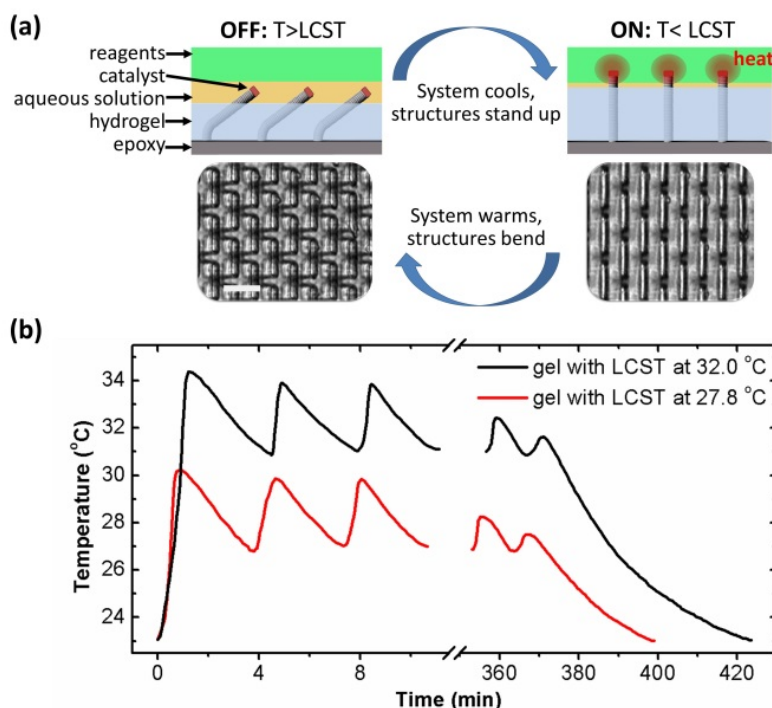 (a)
OFF: T>LCST
ON: T< LCST
reagents
catalyst
aqueous solution
hydrogel
epoxy
System cools,
structures stand up
heat
System warms,
structures bend
(b)
gel with LCST at 32.0 °C
gel with LCST at 27.8 °C
Temperature (°C)
34
32
30
28
26
24
0
4
8
360
380
400
420
Time (min)